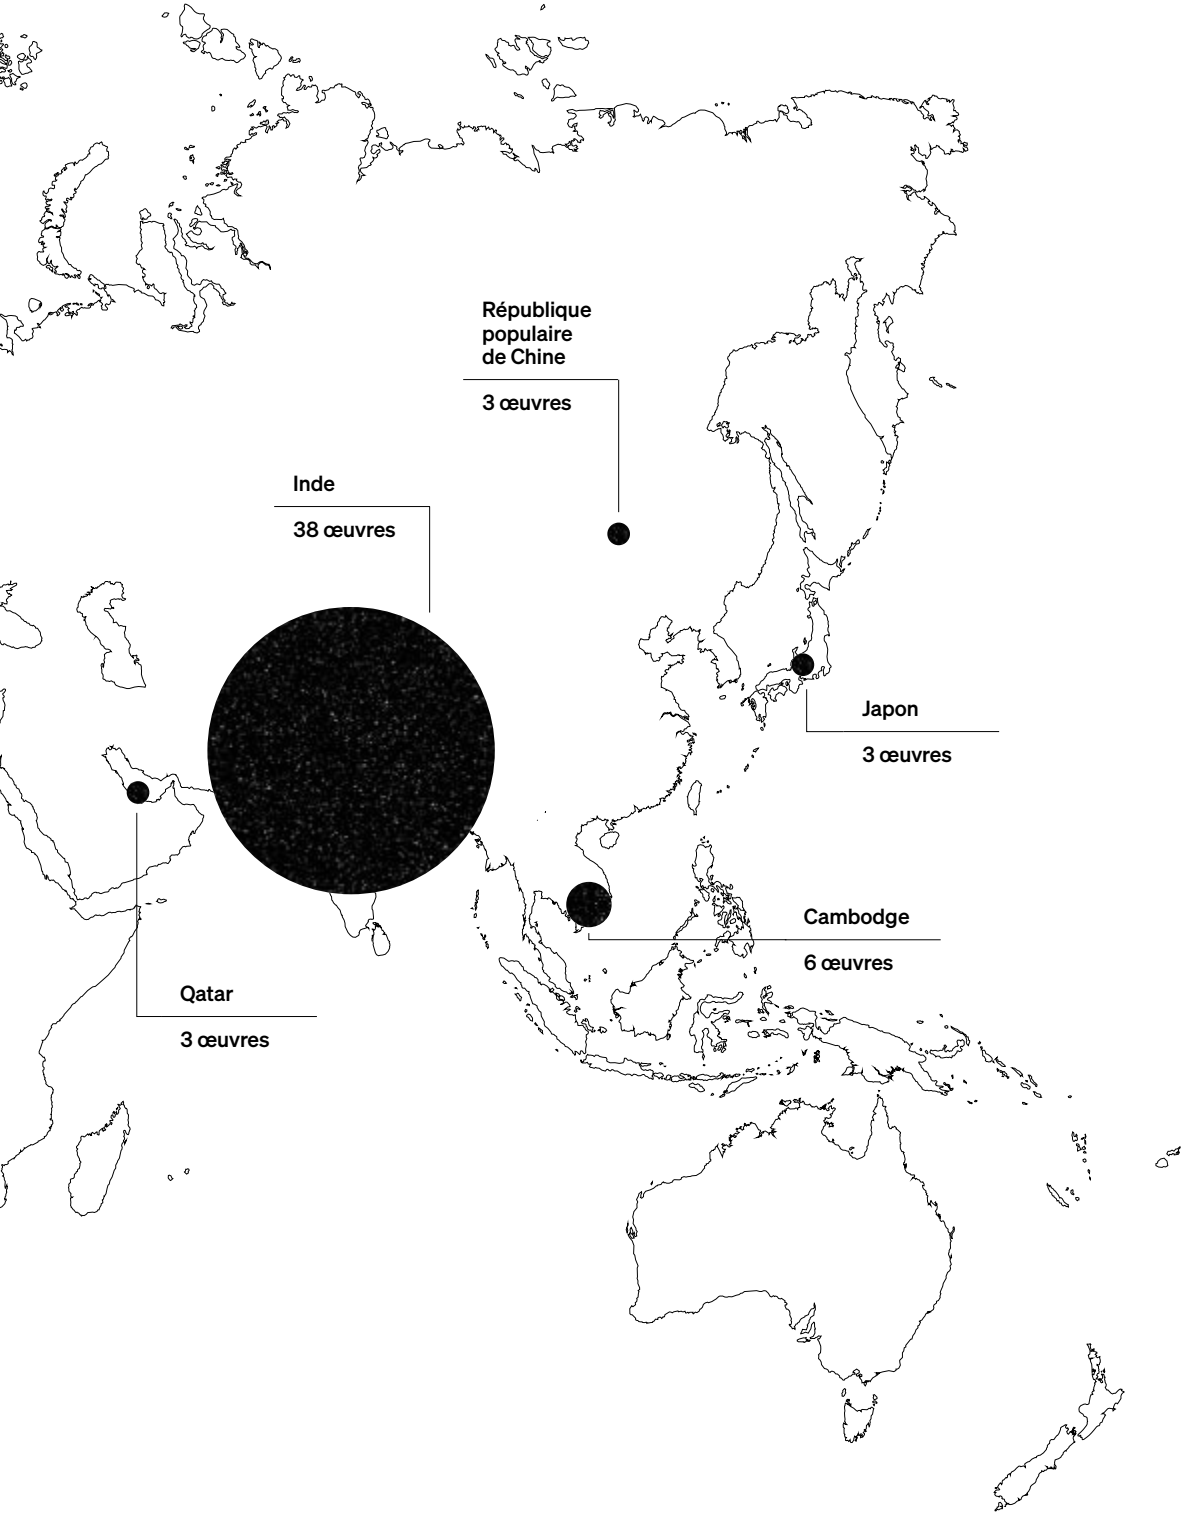 République
populaire
de Chine
3 œuvres
Inde
38 œuvres
Japon
3 œuvres
Cambodge
6 œuvres
Qatar
3 œuvres